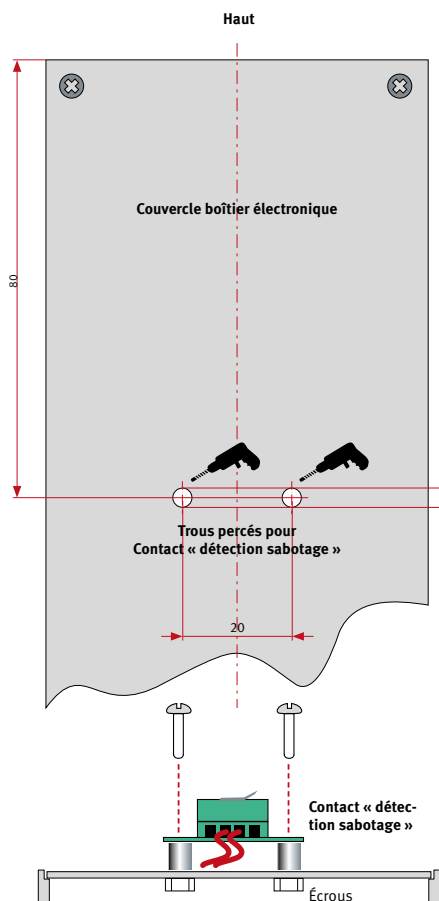 Haut
Couvercle boîtier électronique
80
Trous percés pour
Contact « détection sabotage »
20
Contact « détec-
tion sabotage »
Écrous